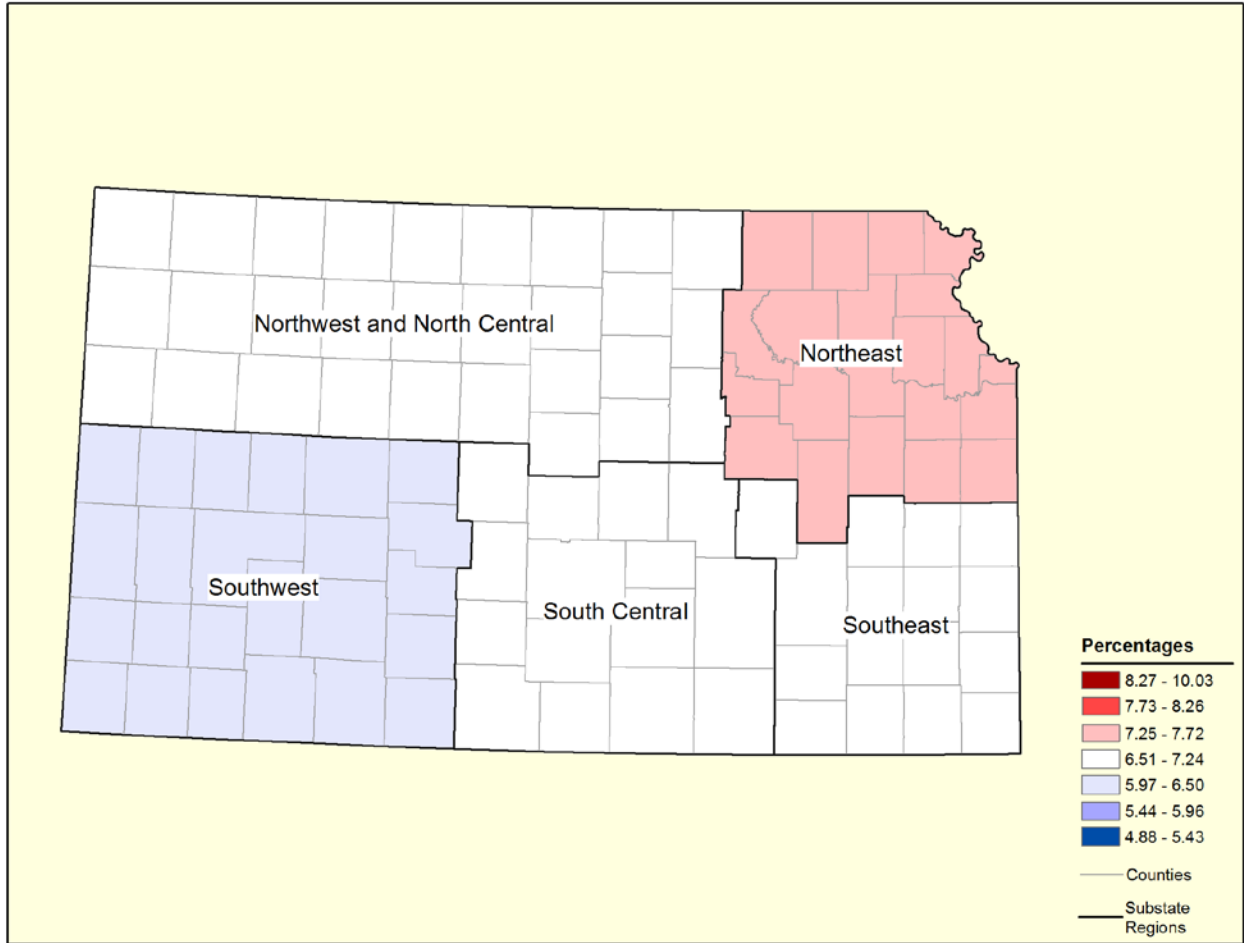 Northwest and North Central
Northeast
Southwest
South Central
Southeast
Percentages
8.27 - 10.03
7.73 - 8.26
7.25 - 7.72
6.51 - 7.24
5.97 - 6.50
5.44 - 5.96
4.88 - 5.43
Counties
Substate
Regions